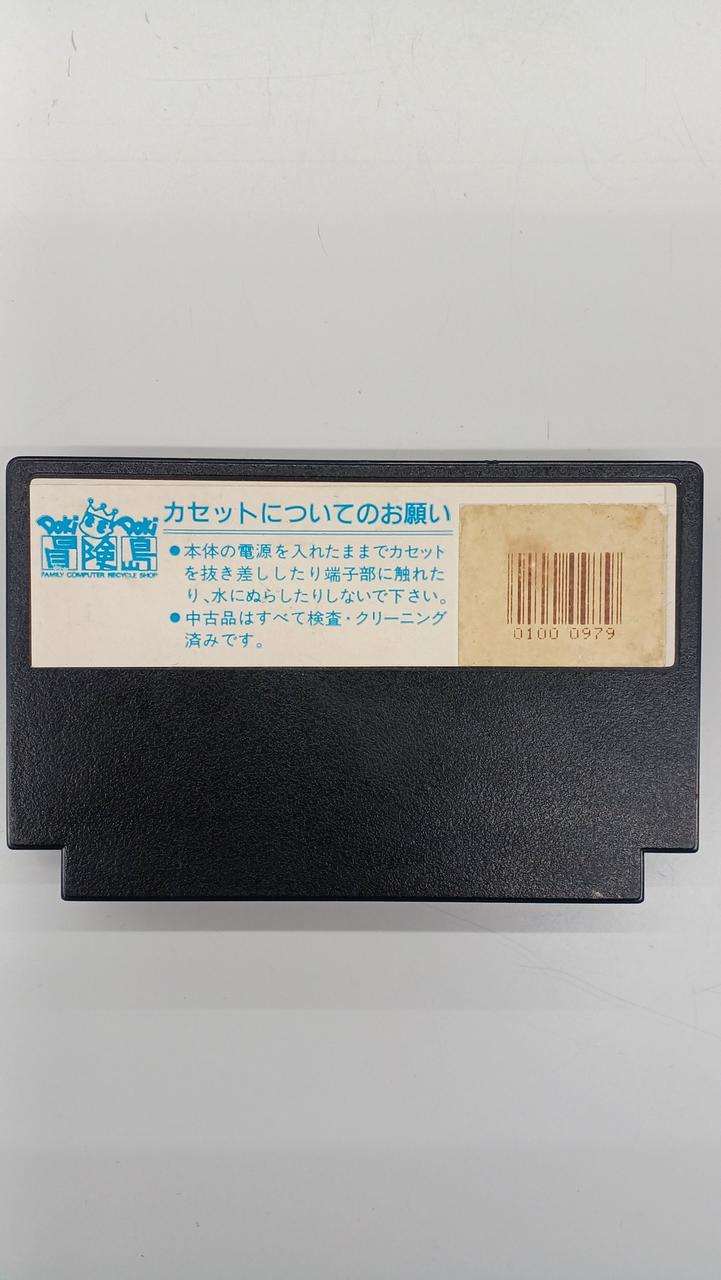 Doki Doki
冒険島
FAMILY COMPUTER RECYCLE SHOP
カセットについてのお願い
●本体の電源を入れたままでカセット
を抜き差ししたり端子部に触れた
り、水にぬらしたりしないで下さい。
●中古品はすべて検査・クリーニング
済みです。
0100 0979